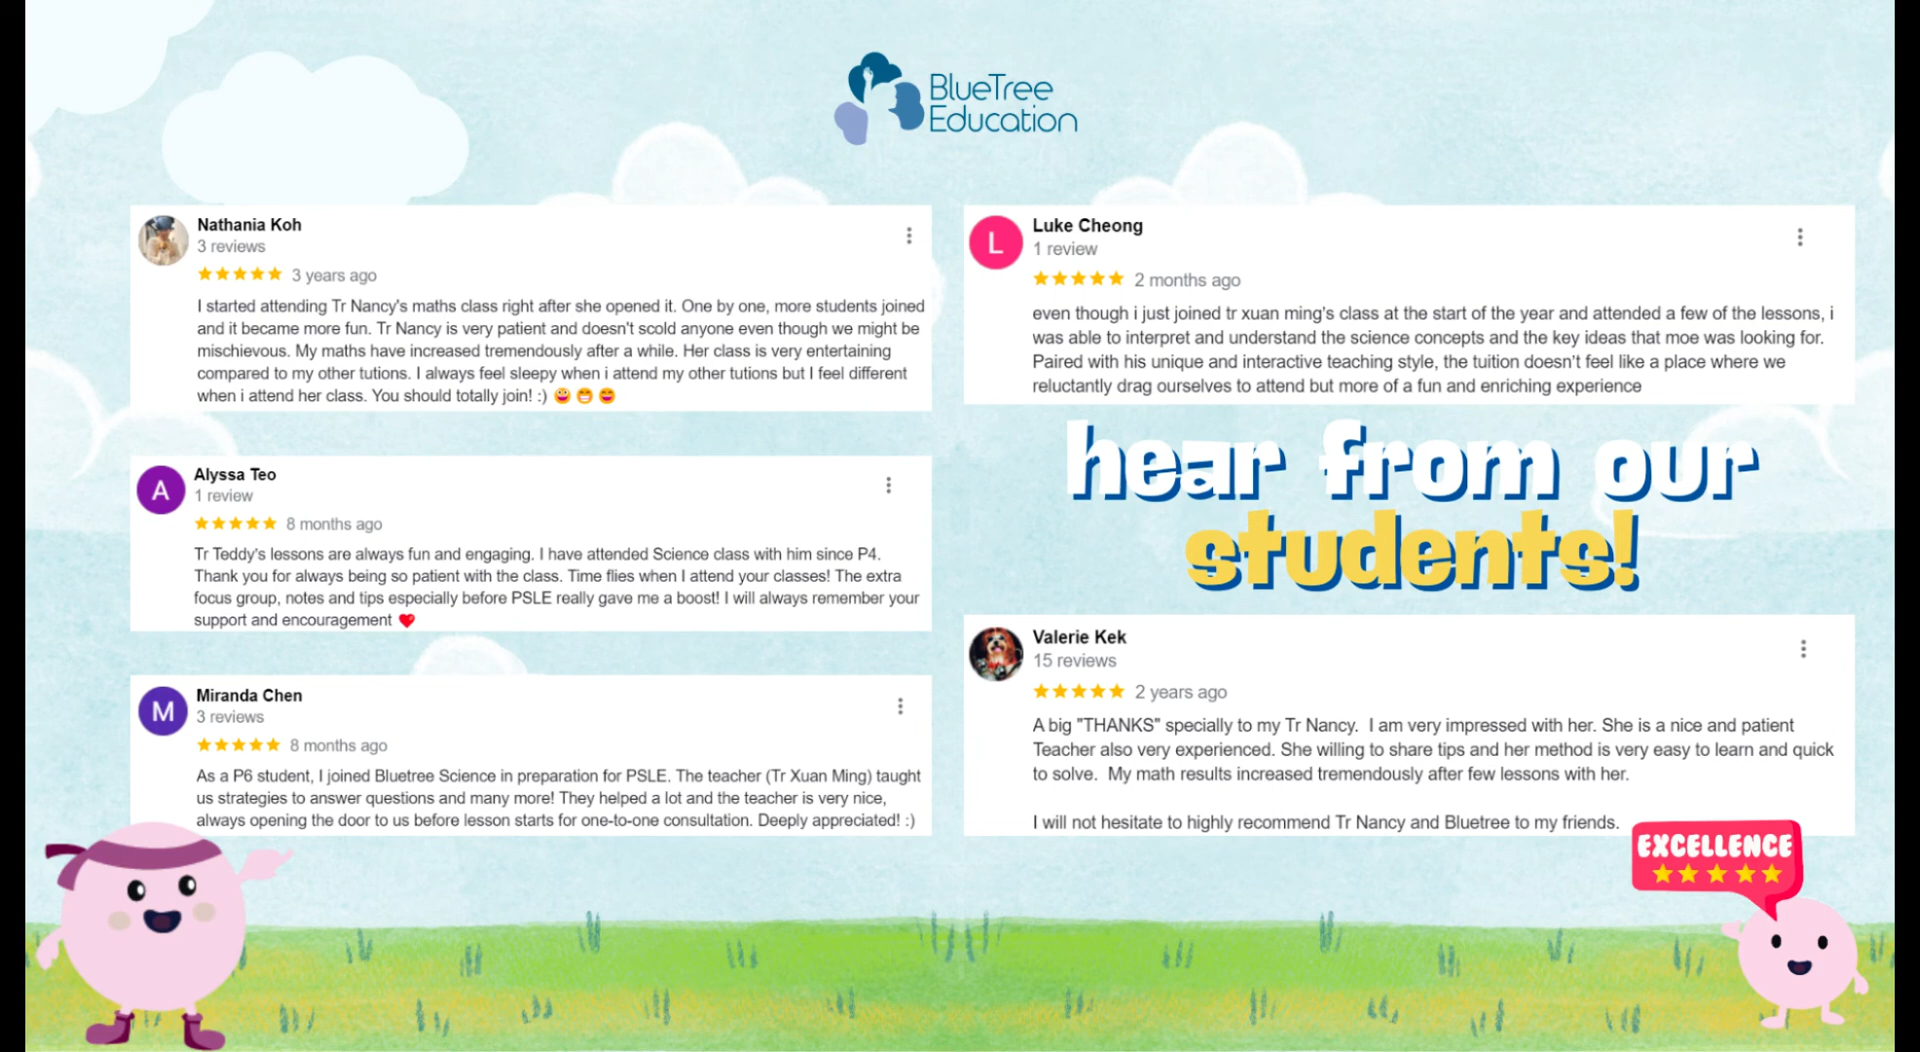 BlueTree
Education
Nathania Koh
3 reviews
3 years ago
I started attending Tr Nancy's maths class right after she opened it. One by one, more students joined
and it became more fun. Tr Nancy is very patient and doesn't scold anyone even though we might be
mischievous. My maths have increased tremendously after a while. Her class is very entertaining
compared to my other tutions. I always feel sleepy when i attend my other tutions but I feel different
when i attend her class. You should totally join! :) 😀 😁 😄
A
Alyssa Teo
1 review
8 months ago
Tr Teddy's lessons are always fun and engaging. I have attended Science class with him since P4.
Thank you for always being so patient with the class. Time flies when I attend your classes! The extra
focus group, notes and tips especially before PSLE really gave me a boost! I will always remember your
support and encouragement ❤️
M
Miranda Chen
3 reviews
8 months ago
As a P6 student, I joined Bluetree Science in preparation for PSLE. The teacher (Tr Xuan Ming) taught
us strategies to answer questions and many more! They helped a lot and the teacher is very nice,
always opening the door to us before lesson starts for one-to-one consultation. Deeply appreciated! :)
L
Luke Cheong
1 review
2 months ago
even though i just joined tr xuan ming's class at the start of the year and attended a few of the lessons, i
was able to interpret and understand the science concepts and the key ideas that moe was looking for.
Paired with his unique and interactive teaching style, the tuition doesn't feel like a place where we
reluctantly drag ourselves to attend but more of a fun and enriching experience
hear from our
students!
Valerie Kek
15 reviews
2 years ago
A big "THANKS" specially to my Tr Nancy. I am very impressed with her. She is a nice and patient
Teacher also very experienced. She willing to share tips and her method is very easy to learn and quick
to solve. My math results increased tremendously after few lessons with her.
I will not hesitate to highly recommend Tr Nancy and Bluetree to my friends.
EXCELLENCE